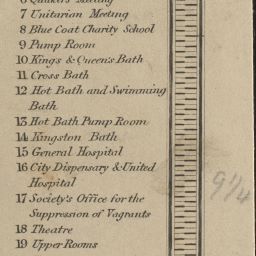 6 Quakers Meeting
7 Unitarian Meeting
8 Blue Coat Charity School
9 Pump Room
10 Kings & Queen's Bath
11 Cross Bath
12 Hot Bath and Swimming
Bath
13 Hot Bath Pump Room
14 Kingston Bath
15 General Hospital
16 City Dispensary & United
Hospital
17 Society's Office for the
Suppression of Vagrants
18 Theatre
19 Upper Rooms
91/4